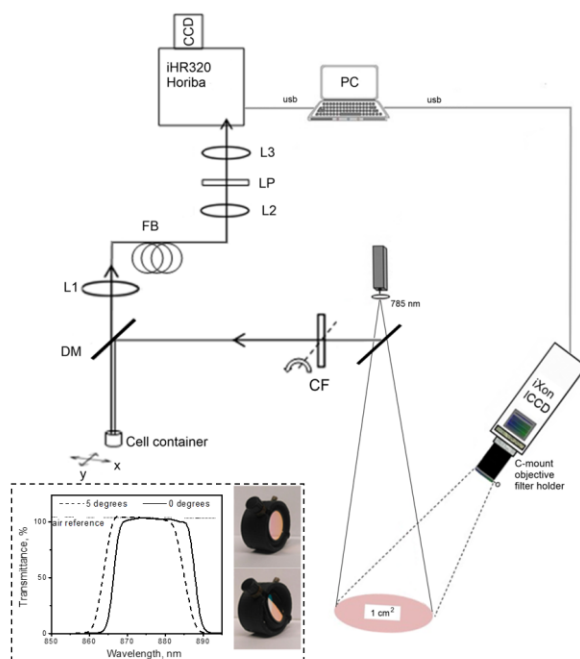 CCD
iHR320
Horiba
PC
usb
usb
L3
LP
L2
FB
L1
785 nm
DM
CF
iXon
ICCD
Cell container
y
x
C-mount
objective
filter holder
5 degrees
0 degrees
100
air reference
50
0
Transmittance, %
850
860
870
880
890
Wavelength, nm
1 cm²